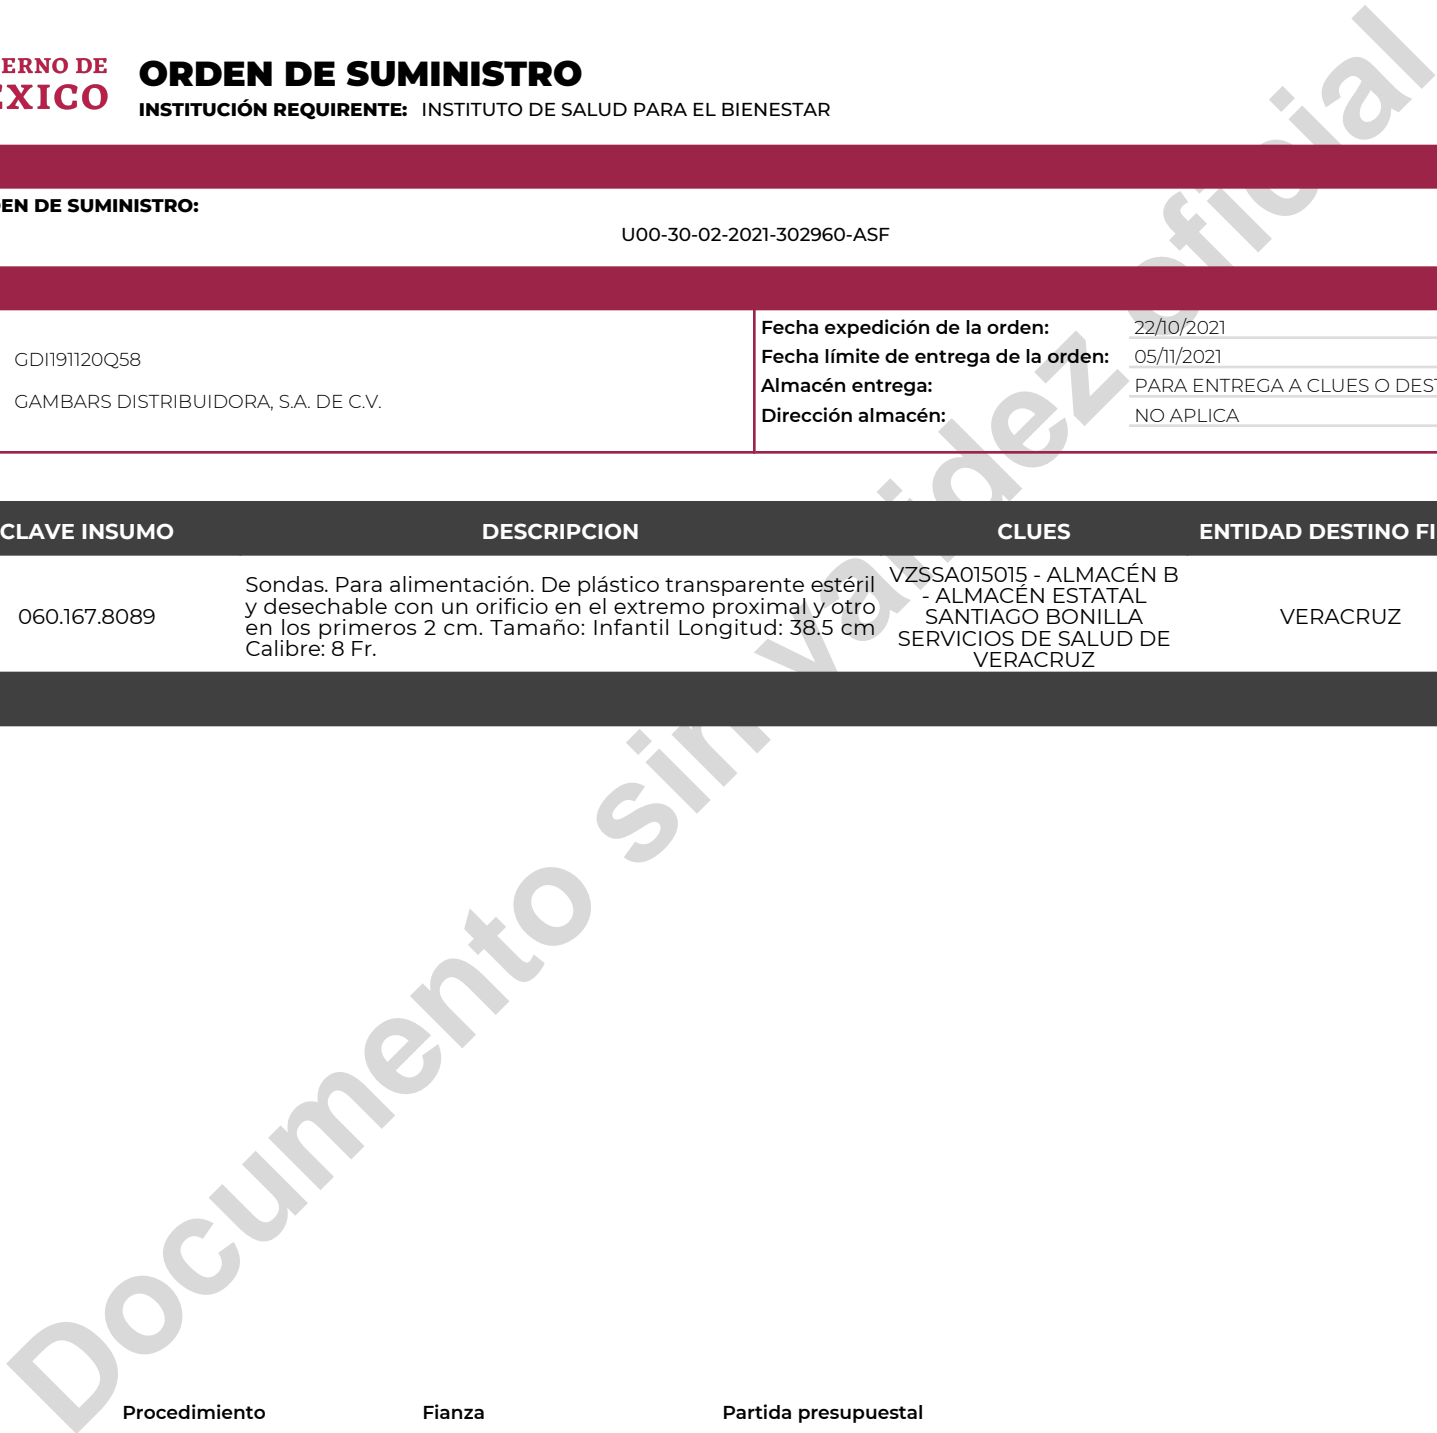 ERNO DE
EXICO
ORDEN DE SUMINISTRO
INSTITUCIÓN REQUIRENTE: INSTITUTO DE SALUD PARA EL BIENESTAR
EN DE SUMINISTRO:
U00-30-02-2021-302960-ASF
GDI191120Q58
GAMBARS DISTRIBUIDORA, S.A. DE C.V.
Fecha expedición de la orden: 22/10/2021
Fecha límite de entrega de la orden: 05/11/2021
Almacén entrega: PARA ENTREGA A CLUES O DEST
Dirección almacén: NO APLICA
CLAVE INSUMO DESCRIPCION CLUES ENTIDAD DESTINO FI
060.167.8089
Sondas. Para alimentación. De plástico transparente estéril
y desechable con un orificio en el extremo proximal y otro
en los primeros 2 cm. Tamaño: Infantil Longitud: 38.5 cm
Calibre: 8 Fr.
VZSSA015015 - ALMACÉN B
- ALMACÉN ESTATAL
SANTIAGO BONILLA
SERVICIOS DE SALUD DE
VERACRUZ
VERACRUZ
Documento sin validez oficial
Procedimiento Fianza Partida presupuestal